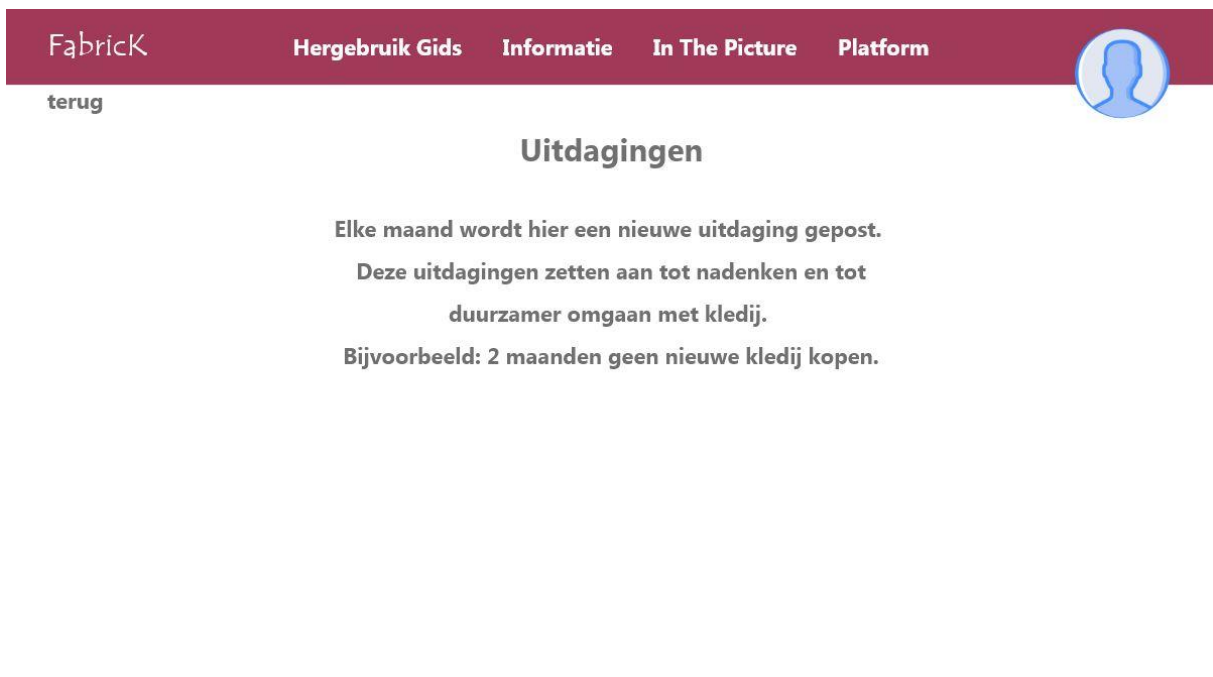 FabricK
Hergebruik Gids Informatie In The Picture Platform
terug
Uitdagingen
Elke maand wordt hier een nieuwe uitdaging gepost.
Deze uitdagingen zetten aan tot nadenken en tot
duurzamer omgaan met kledij.
Bijvoorbeeld: 2 maanden geen nieuwe kledij kopen.